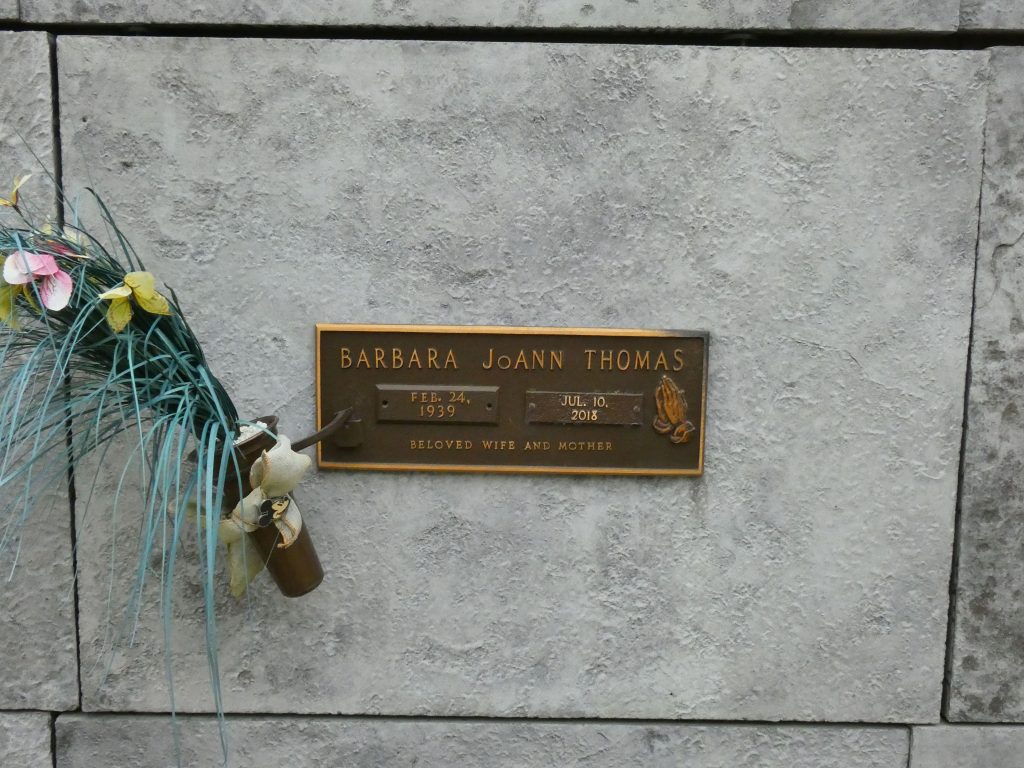 BARBARA JoANN THOMAS
FEB. 24,
1939
JUL. 10,
2018
BELOVED WIFE AND MOTHER